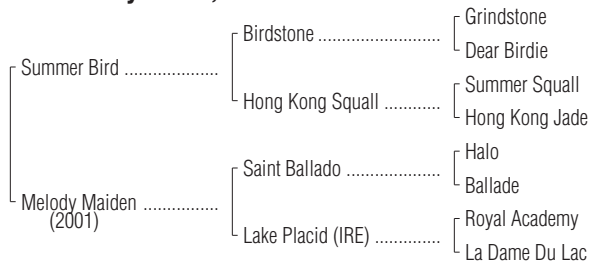 Birdstone ..........................
Grindstone
Dear Birdie
Summer Bird ....................
Hong Kong Squall ............
Summer Squall
Hong Kong Jade
Saint Ballado ....................
Halo
Ballade
Melody Maiden ................
(2001)
Lake Placid (IRE) ..............
Royal Academy
La Dame Du Lac